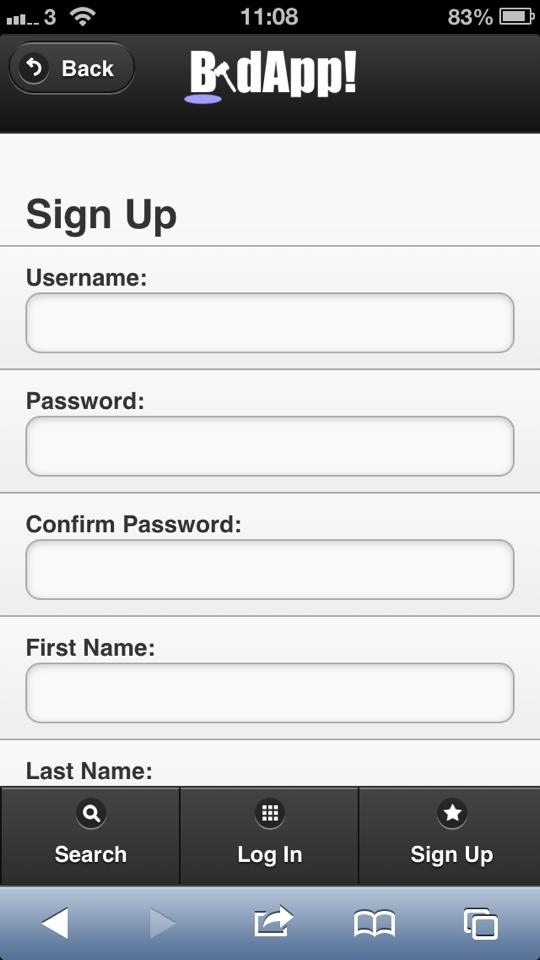 3 11:08 83%
Back
BidApp!
Sign Up
Username:
Password:
Confirm Password:
First Name:
Last Name:
Search
Log In
Sign Up